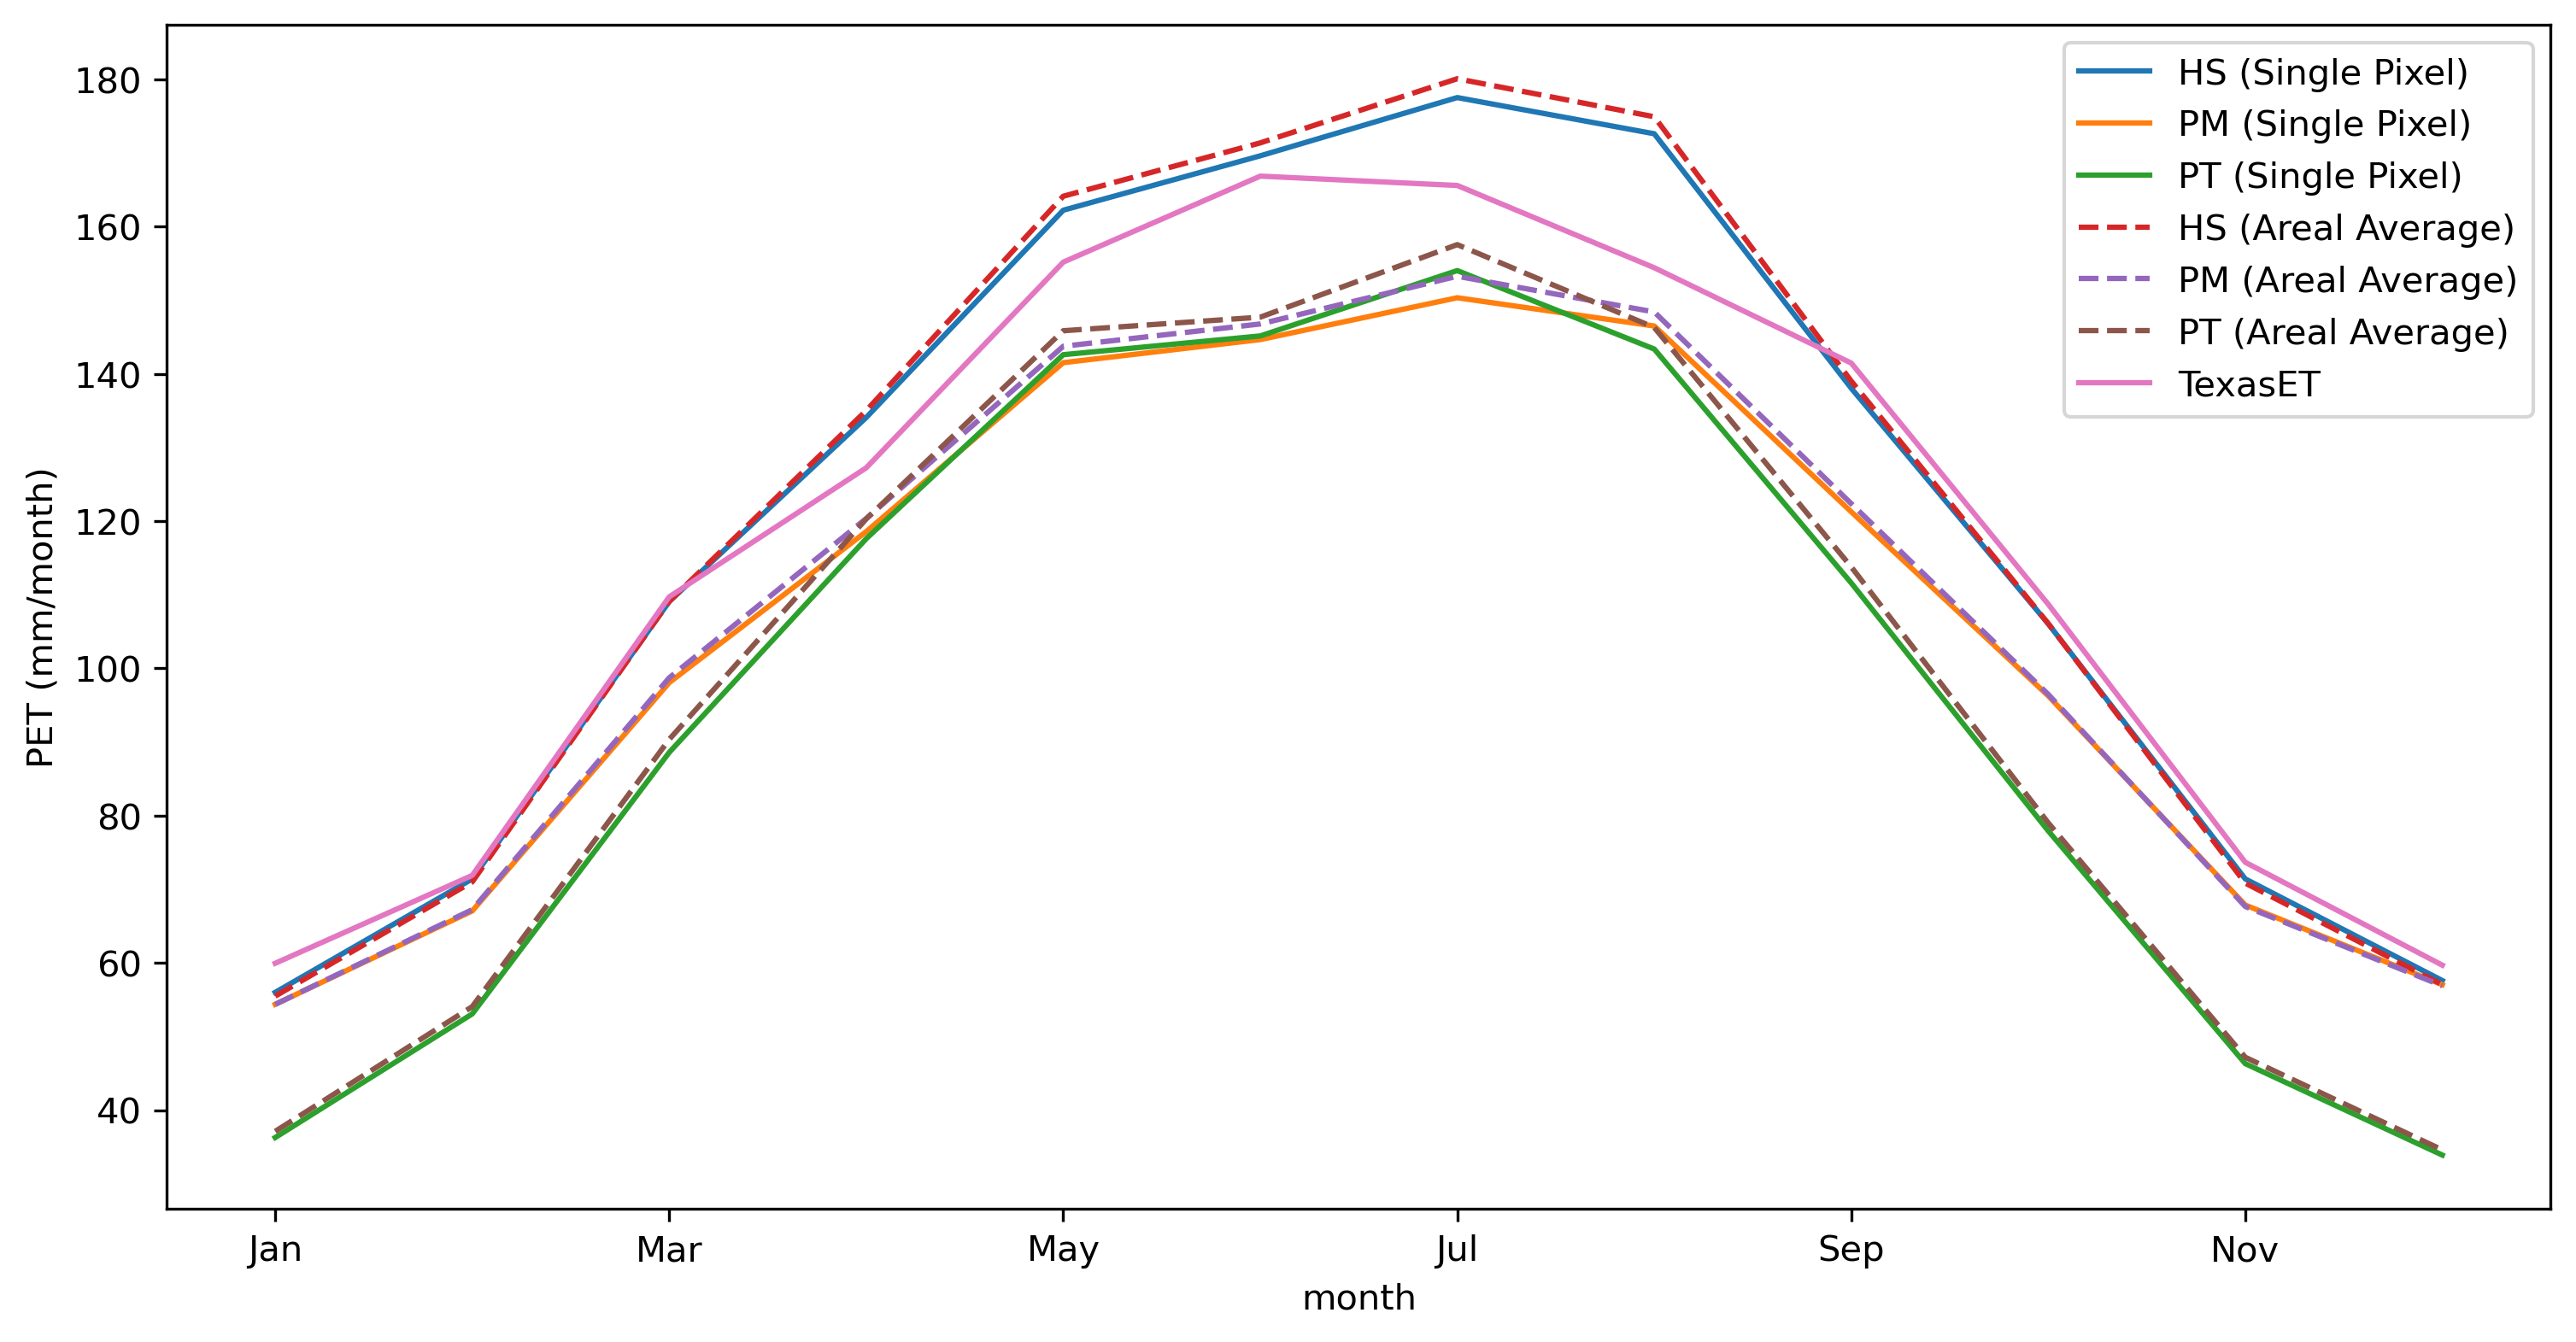 180
160
140
120
100
80
60
40
PET (mm/month)
Jan
Mar
May
Jul
Sep
Nov
month
HS (Single Pixel)
PM (Single Pixel)
PT (Single Pixel)
HS (Areal Average)
PM (Areal Average)
PT (Areal Average)
TexasET